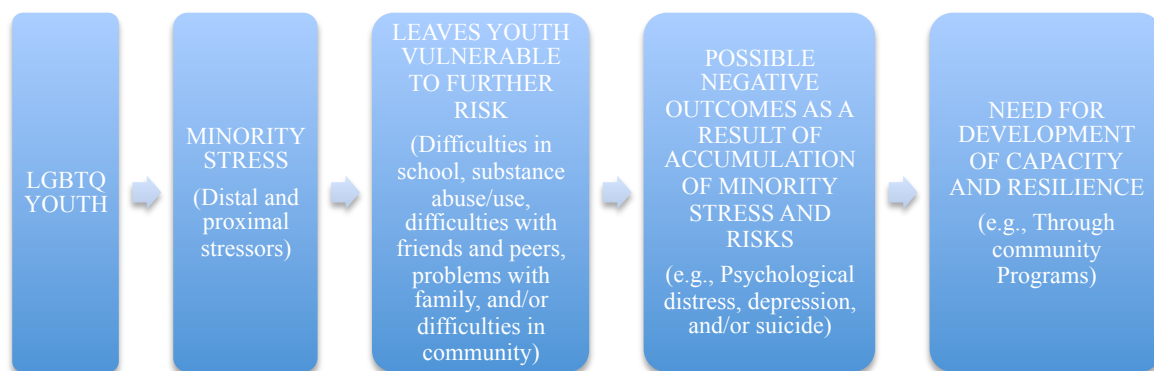 LGBTQ
YOUTH
MINORITY
STRESS
(Distal and
proximal
stressors)
LEAVES YOUTH
VULNERABLE
TO FURTHER
RISK
(Difficulties in
school, substance
abuse/use,
difficulties with
friends and peers,
problems with
family, and/or
difficulties in
community)
POSSIBLE
NEGATIVE
OUTCOMES AS A
RESULT OF
ACCUMULATION
OF MINORITY
STRESS AND
RISKS
(e.g., Psychological
distress, depression,
and/or suicide)
NEED FOR
DEVELOPMENT
OF CAPACITY
AND RESILIENCE
(e.g., Through
community
Programs)